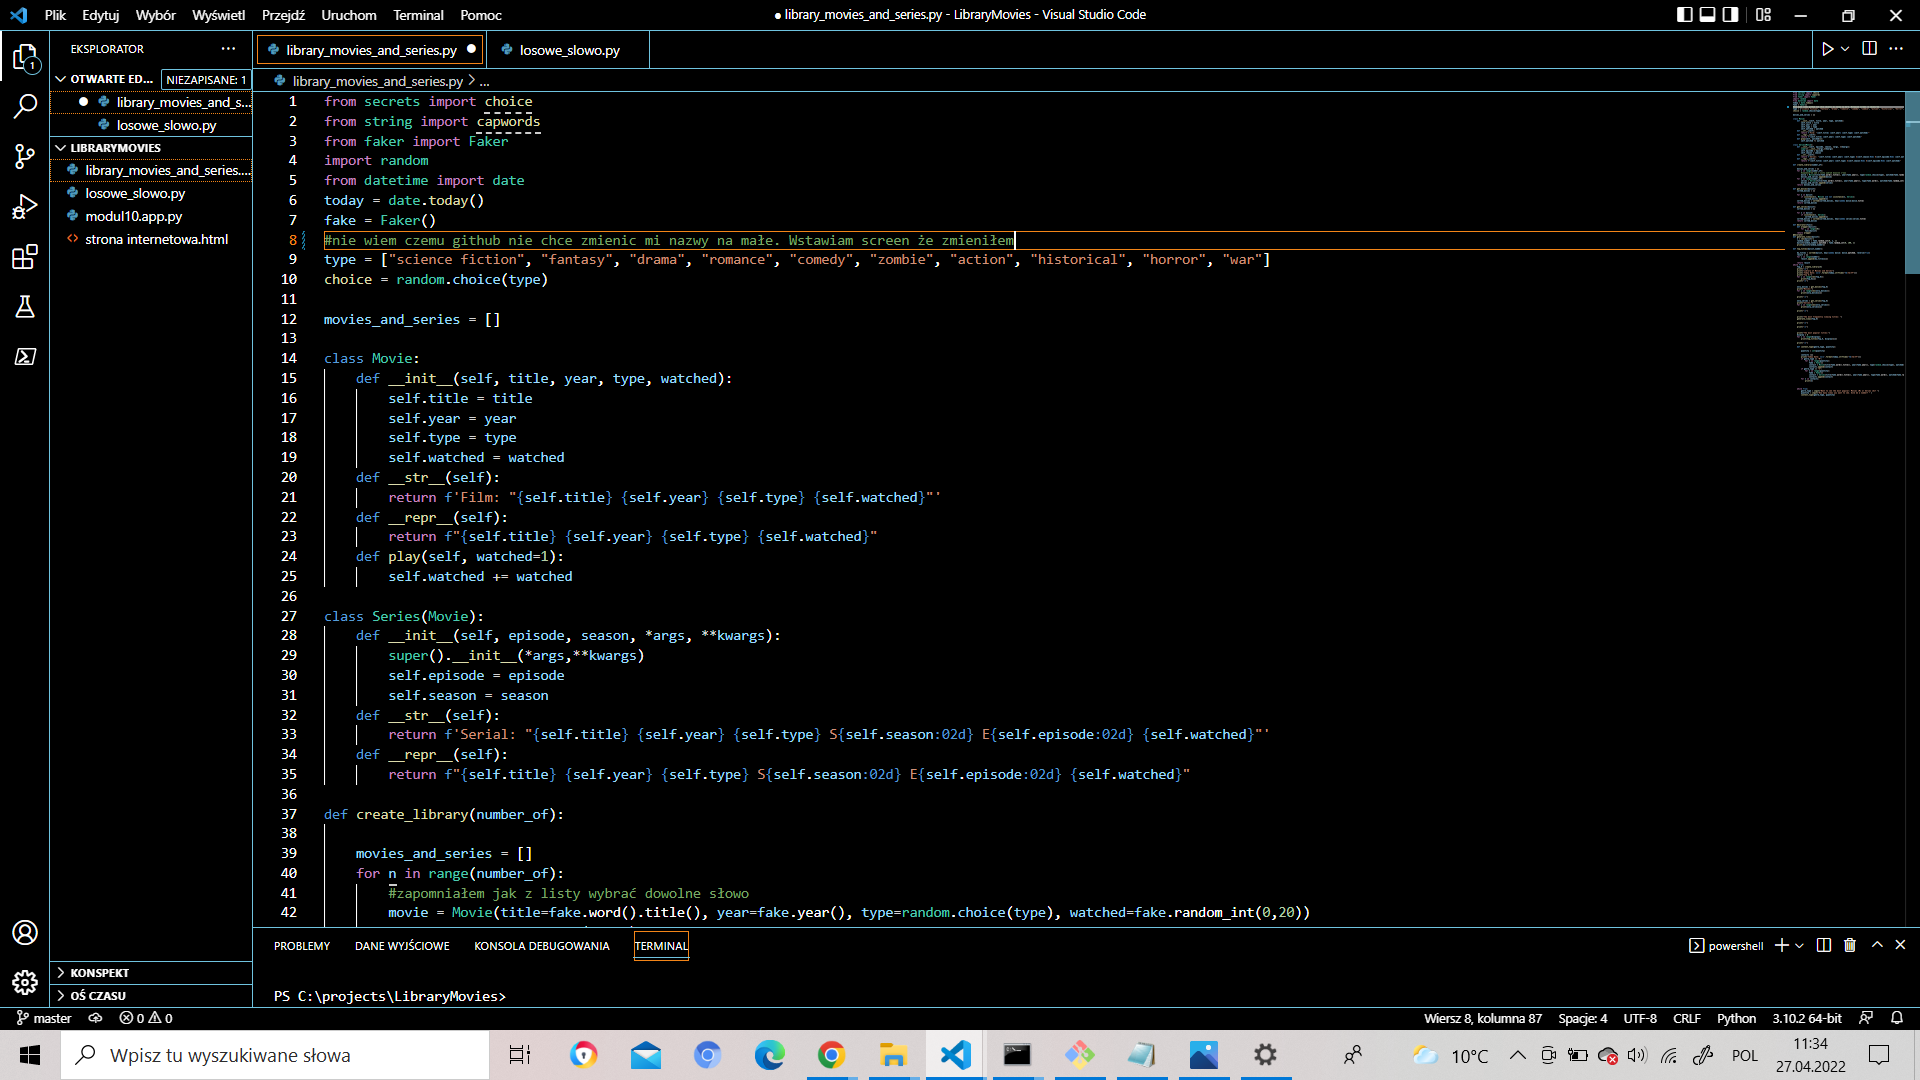 Plik Edytuj Wybór Wyświetl Przejdź Uruchom Terminal Pomoc
● library_movies_and_series.py - LibraryMovies - Visual Studio Code
EKSPLORATOR ...
OTWARTE ED... NIEZAPISANE: 1
library_movies_and_s...
losowe_slowo.py
LIBRARYMOVIES
library_movies_and_series....
losowe_slowo.py
modul10.app.py
strona internetowa.html
KONSPEKT
OŚ CZASU
1
library_movies_and_series.py ● losowe_slowo.py
library_movies_and_series.py > ...
1 from secrets import choice
2 from string import capwords
3 from faker import Faker
4 import random
5 from datetime import date
6 today = date.today()
7 fake = Faker()
8 #nie wiem czemu github nie chce zmienic mi nazwy na małe. Wstawiam screen że zmieniłem
9 type = ["science fiction", "fantasy", "drama", "romance", "comedy", "zombie", "action", "historical", "horror", "war"]
10 choice = random.choice(type)
11
12 movies_and_series = []
13
14 class Movie:
15     def __init__(self, title, year, type, watched):
16         self.title = title
17         self.year = year
18         self.type = type
19         self.watched = watched
20     def __str__(self):
21         return f'Film: "{self.title} {self.year} {self.type} {self.watched}"'
22     def __repr__(self):
23         return f"{self.title} {self.year} {self.type} {self.watched}"
24     def play(self, watched=1):
25         self.watched += watched
26
27 class Series(Movie):
28     def __init__(self, episode, season, *args, **kwargs):
29         super().__init__(*args,**kwargs)
30         self.episode = episode
31         self.season = season
32     def __str__(self):
33         return f'Serial: "{self.title} {self.year} {self.type} S{self.season:02d} E{self.episode:02d} {self.watched}"'
34     def __repr__(self):
35         return f"{self.title} {self.year} {self.type} S{self.season:02d} E{self.episode:02d} {self.watched}"
36
37 def create_library(number_of):
38
39     movies_and_series = []
40     for n in range(number_of):
41         #zapomniałem jak z listy wybrać dowolne słowo
42         movie = Movie(title=fake.word().title(), year=fake.year(), type=random.choice(type), watched=fake.random_int(0,20))
PROBLEMY DANE WYJŚCIOWE KONSOLA DEBUGOWANIA TERMINAL
powershell
PS C:\projects\LibraryMovies>
master 0 0
Wiersz 8, kolumna 87 Spacje: 4 UTF-8 CRLF Python 3.10.2 64-bit
Wpisz tu wyszukiwane słowa
10°C POL
11:34
27.04.2022